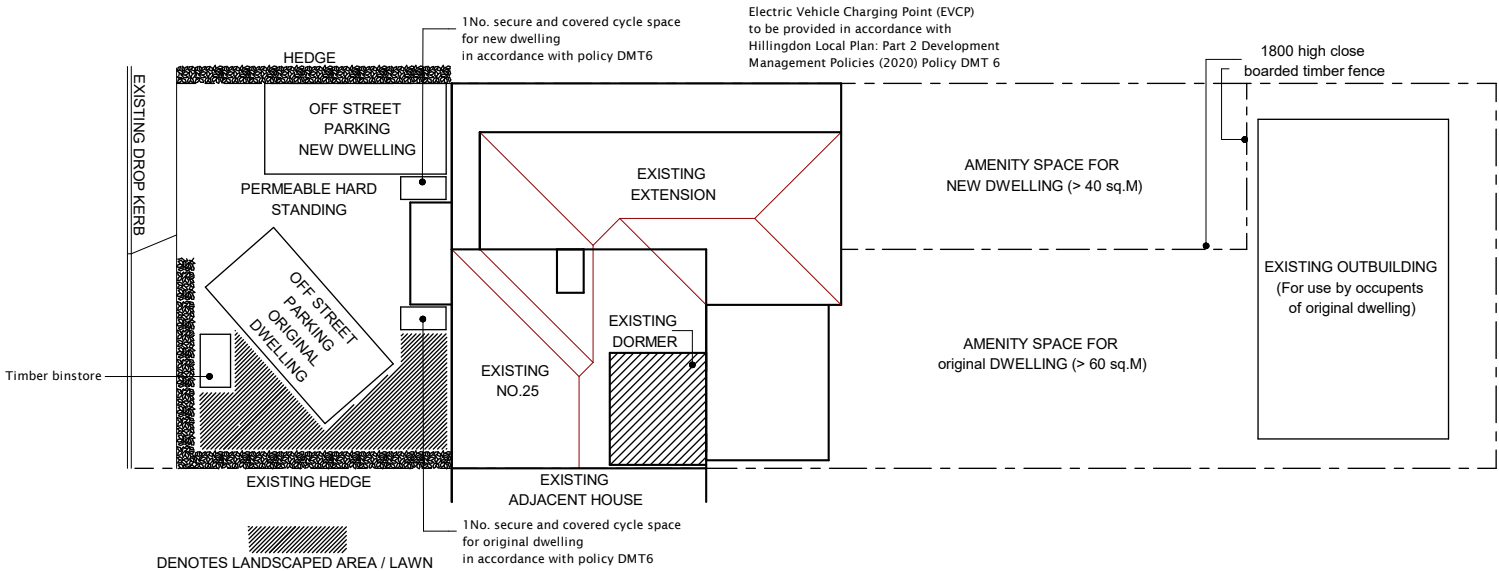 1No. secure and covered cycle space
for new dwelling
in accordance with policy DMT6
Electric Vehicle Charging Point (EVCP)
to be provided in accordance with
Hillingdon Local Plan: Part 2 Development
Management Policies (2020) Policy DMT 6
1800 high close
boarded timber fence
HEDGE
EXISTING DROP KERB
OFF STREET
PARKING
NEW DWELLING
PERMEABLE HARD
STANDING
EXISTING
EXTENSION
AMENITY SPACE FOR
NEW DWELLING (> 40 sq.M)
EXISTING OUTBUILDING
(For use by occupents
of original dwelling)
OFF STREET
PARKING
ORIGINAL
DWELLING
EXISTING
DORMER
AMENITY SPACE FOR
original DWELLING (> 60 sq.M)
Timber binstore
EXISTING
NO.25
EXISTING HEDGE
EXISTING
ADJACENT HOUSE
1No. secure and covered cycle space
for original dwelling
in accordance with policy DMT6
DENOTES LANDSCAPED AREA / LAWN